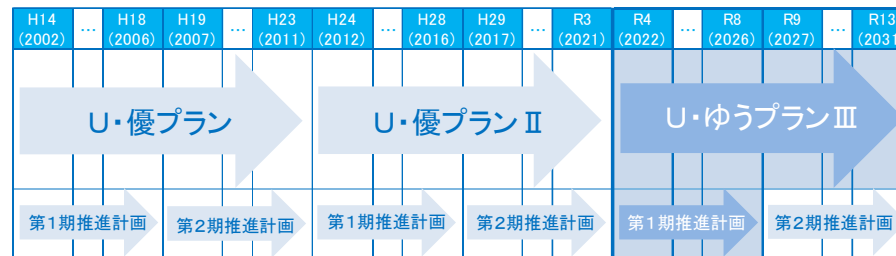 H14 … H18 H19 … H23 H24 … H28 H29 … R3 R4 … R8 R9 … R13
(2002) (2006) (2007) (2011) (2012) (2016) (2017) (2021) (2022) (2026) (2027) (2031
U・優プラン U・優プランⅡ U・ゆうプランⅢ
第1期推進計画 第2期推進計画 第1期推進計画 第2期推進計画 第1期推進計画 第2期推進計画